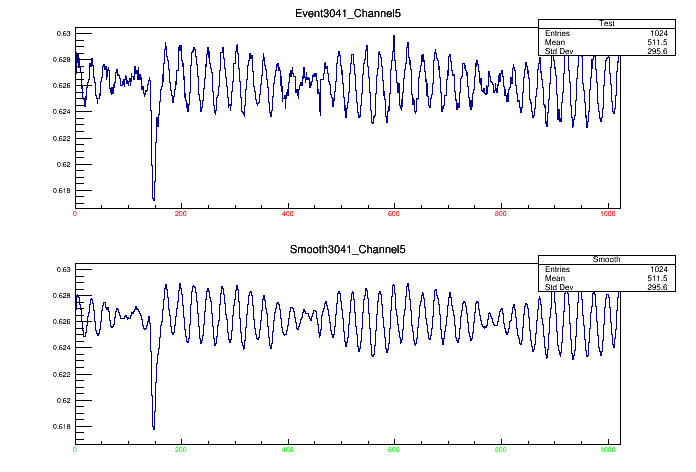 Event3041_Channel5
Test
Entries 1024
Mean 511.5
Std Dev 295.6
0.63
0.628
0.626
0.624
0.622
0.62
0.618
0 200 400 600 800 1000
Smooth3041_Channel5
Smooth
Entries 1024
Mean 511.5
Std Dev 295.6
0.63
0.628
0.626
0.624
0.622
0.62
0.618
0 200 400 600 800 1000